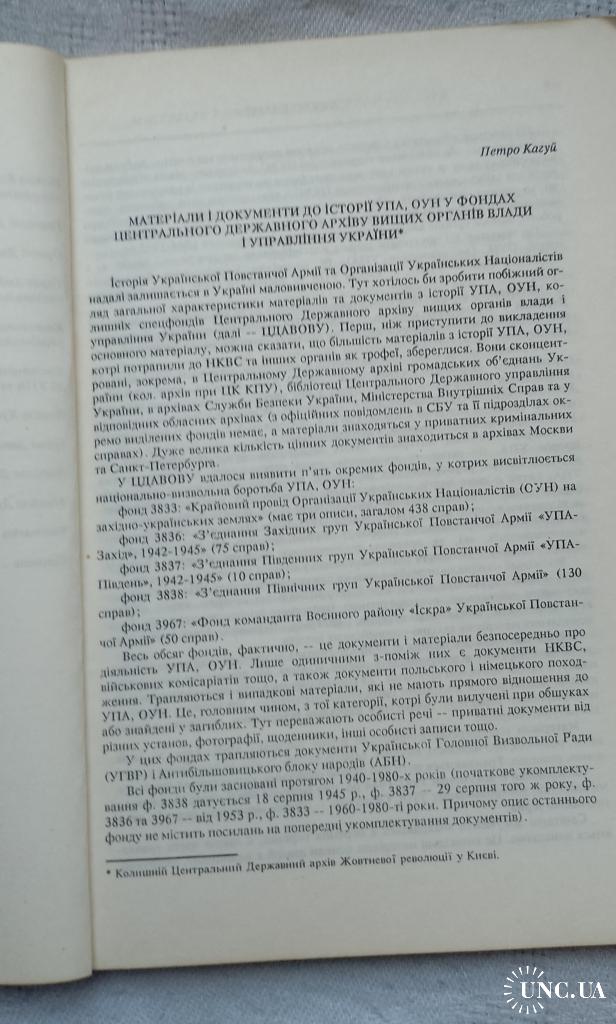 Петро Кагуй
МАТЕРІАЛИ І ДОКУМЕНТИ ДО ІСТОРІЇ УПА, ОУН У ФОНДАХ
ЦЕНТРАЛЬНОГО ДЕРЖАВНОГО АРХІВУ ВИЩИХ ОРГАНІВ ВЛАДИ
І УПРАВЛІННЯ УКРАЇНИ*
Історія Української Повстанчої Армії та Організації Українських Націоналістів
надалі залишається в Україні маловивченою. Тут хотілось би зробити побіжний ог-
ляд загальної характеристики матеріалів та документів з історії УПА, ОУН, ко-
лишніх спецфондів Центрального Державного архіву вищих органів влади і
управління України (далі -- ЦДАВОВУ). Перш, ніж приступити до викладення
основного матеріалу, можна сказати, що більшість матеріалів з історії УПА, ОУН,
котрі потрапили до НКВС та інших органів як трофеї, збереглися. Вони сконцент-
ровані, зокрема, в Центральному Державному архіві громадських об'єднань Ук-
раїни (кол. архів при ЦК КПУ), бібліотеці Центрального Державного управління
України, в архівах Служби Безпеки України, Міністерства Внутрішніх Справ та у
відповідних обласних архівах (з офіційних повідомлень в СБУ та її підрозділах ок-
ремо виділених фондів немає, а матеріали знаходяться у приватних кримінальних
справах). Дуже велика кількість цінних документів знаходиться в архівах Москви
та Санкт-Петербурга.
У ЦДАВОВУ вдалося виявити п'ять окремих фондів, у котрих висвітлюється
національно-визвольна боротьба УПА, ОУН:
фонд 3833: «Крайовий провід Організації Українських Націоналістів (ОУН) на
західно-українських землях» (має три описи, загалом 438 справ);
фонд 3836: «З'єднання Західних груп Української Повстанчої Армії «УПА-
Захід», 1942-1945» (75 справ);
фонд 3837: «З'єднання Південних груп Української Повстанчої Армії «УПА-
Південь», 1942-1945» (10 справ);
фонд 3838: «З'єднання Північних груп Української Повстанчої Армії» (130
справ);
фонд 3967: «Фонд команданта Воєнного району «Іскра» Української Повстан-
чої Армії» (50 справ).
Весь обсяг фондів, фактично, -- це документи і матеріали безпосередньо про
діяльність УПА, ОУН. Лише одиничними з-поміж них є документи НКВС,
військових комісаріатів тощо, а також документи польського і німецького поход-
ження. Трапляються і випадкові матеріали, які не мають прямого відношення до
УПА, ОУН. Це, головним чином, з тої категорії, котрі були вилучені при обшуках
або знайдені у загиблих. Тут переважають особисті речі -- приватні документи від
різних установ, фотографії, щоденники, інші особисті записи тощо.
У цих фондах трапляються документи Української Головної Визвольної Ради
(УГВР) і Антибільшовицького блоку народів (АБН).
Всі фонди були засновані протягом 1940-1980-х років (початкове укомплекту-
вання ф. 3838 датується 18 серпня 1945 р., ф. 3837 -- 29 серпня того ж року, ф.
3836 та 3967 -- від 1953 р., ф. 3833 -- 1960-1980-ті роки. Причому опис останнього
фонду не містить посилань на попередні укомплектування документів).
* Колишній Центральний Державний архів Жовтневої революції у Києві.
UNC.UA